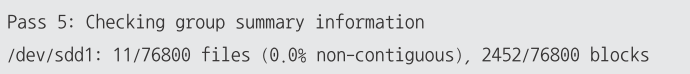 Pass 5: Checking group summary information
/dev/sdd1: 11/76800 files (0.0% non-contiguous), 2452/76800 blocks